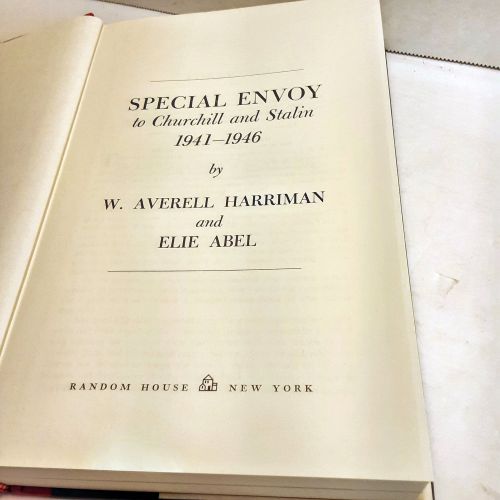 SPECIAL ENVOY
to Churchill and Stalin
1941–1946
by
W. AVERELL HARRIMAN
and
ELIE ABEL
RANDOM HOUSE NEW YORK